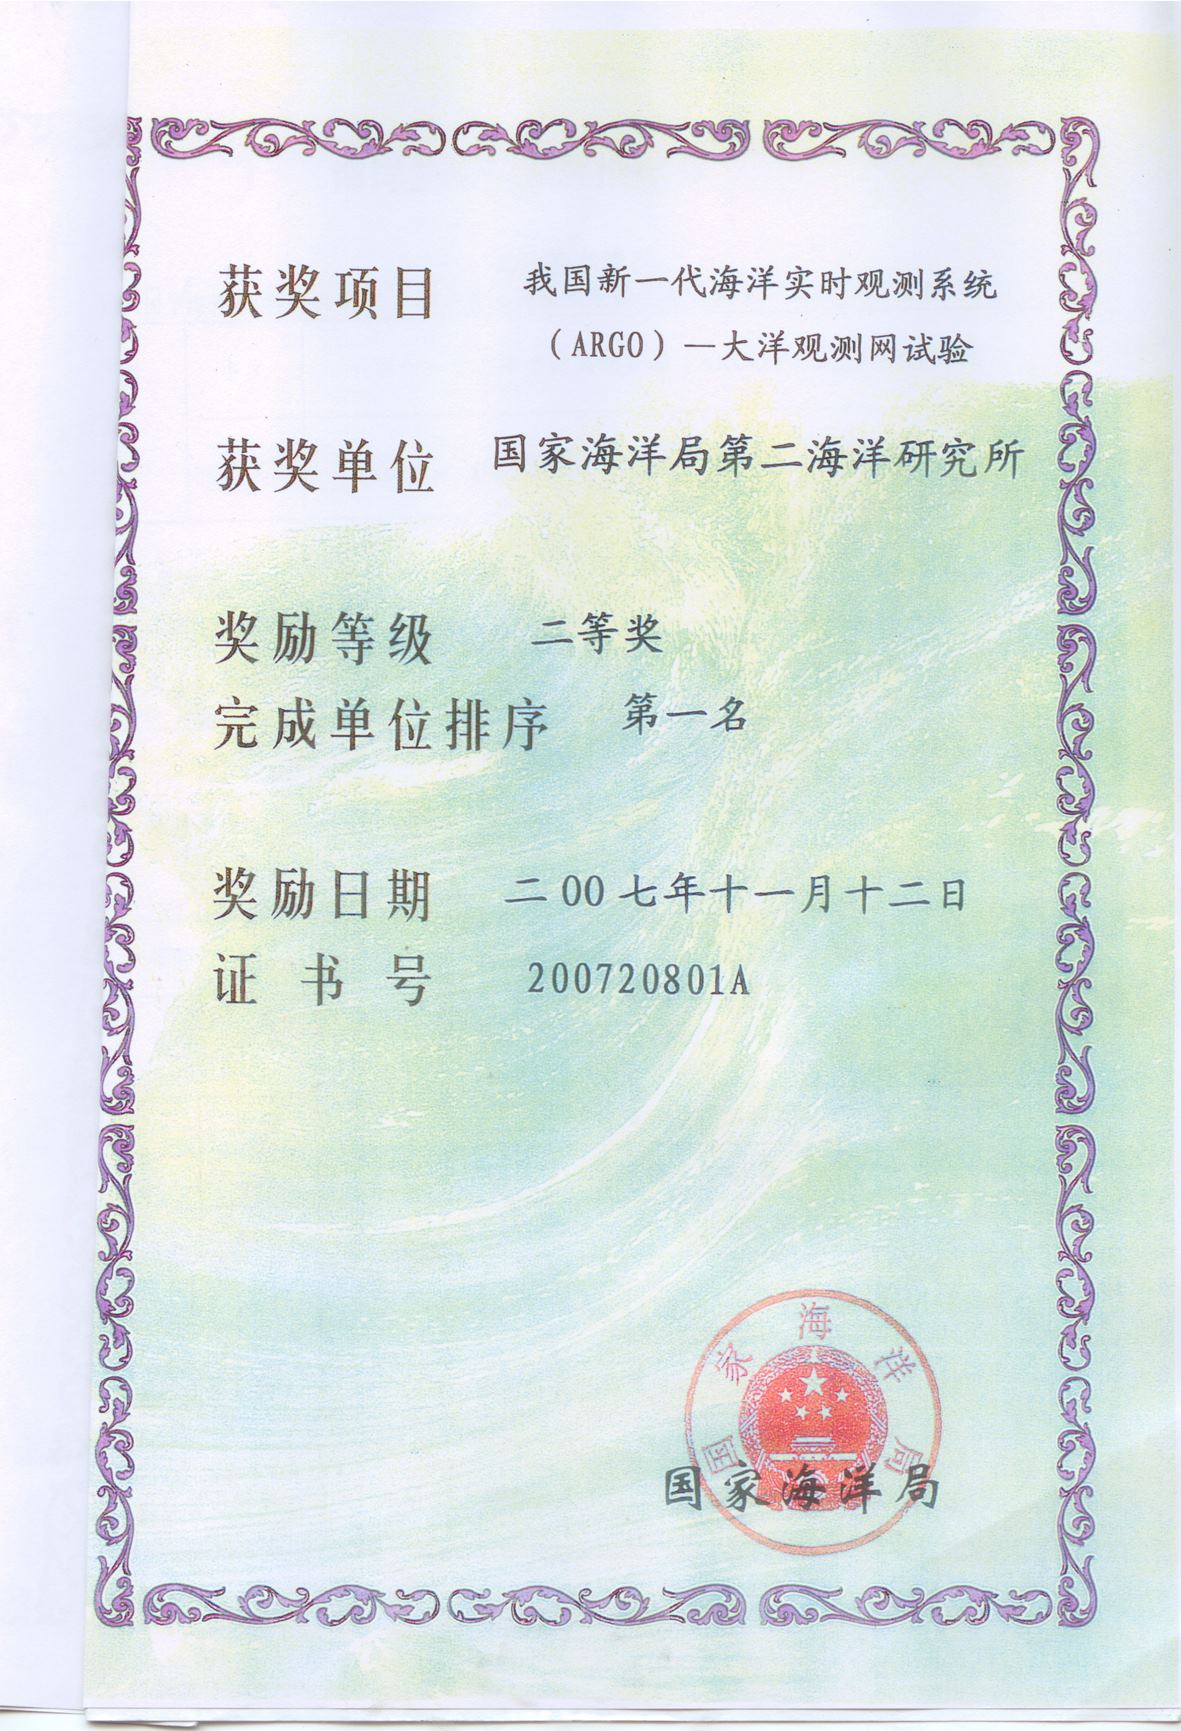 获奖项目 我国新一代海洋实时观测系统
（ARGO）—大洋观测网试验
获奖单位 国家海洋局第二海洋研究所
奖励等级 二等奖
完成单位排序 第一名
奖励日期 二00七年十一月十二日
证书号 200720801A
国家海洋局
国家海洋局